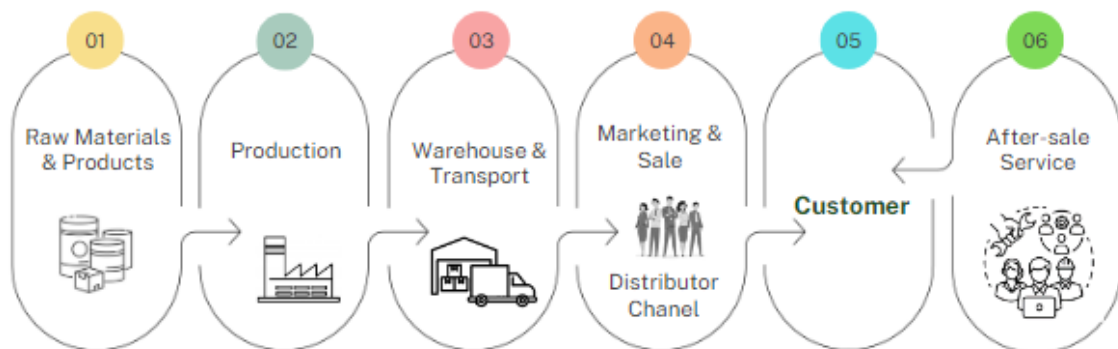 01
Raw Materials
& Products
02
Production
03
Warehouse &
Transport
04
Marketing &
Sale
Distributor
Chanel
05
Customer
06
After-sale
Service